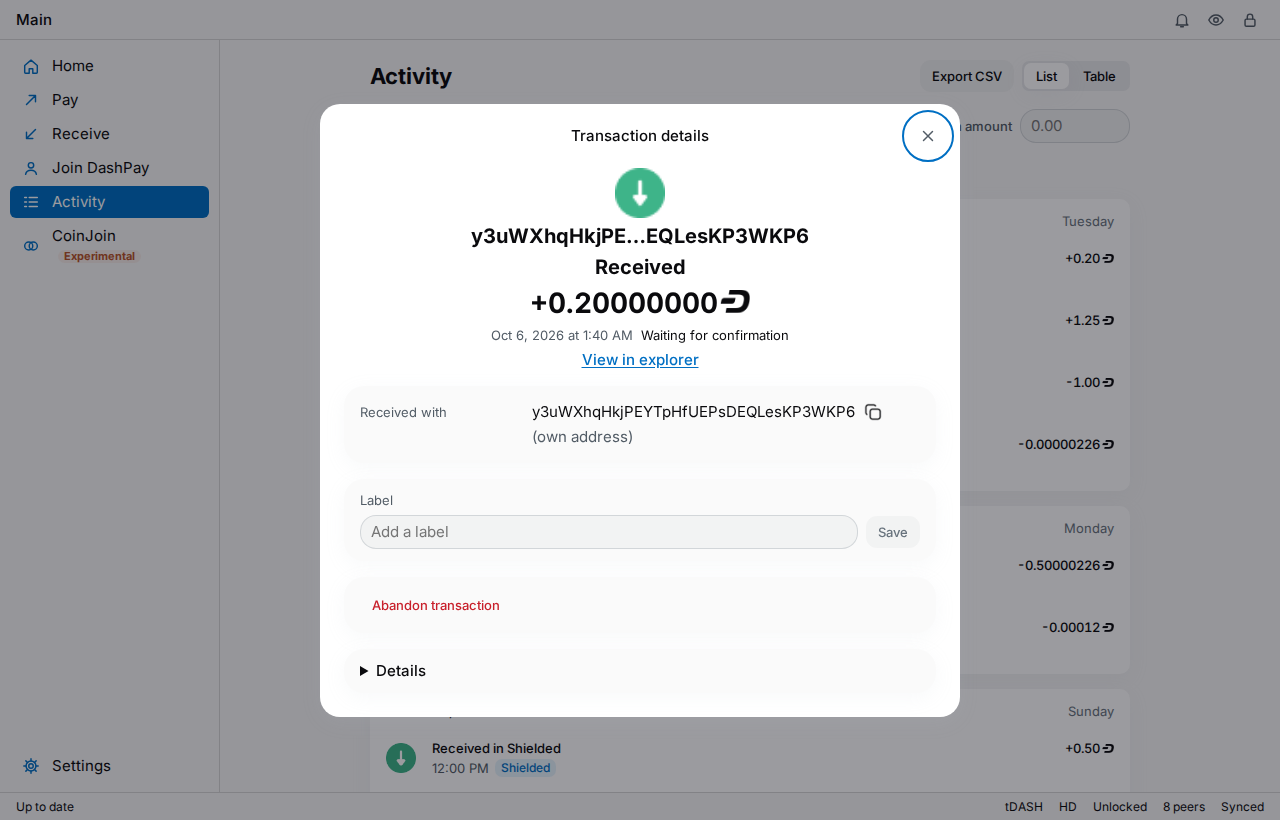 Main
Home
Pay
Receive
Join DashPay
Activity
CoinJoin
Experimental
Settings
Activity
Export CSV
List
Table
amount
0.00
Tuesday
+0.20
+1.25
-1.00
-0.00000226
Monday
-0.50000226
-0.00012
Sunday
Received in Shielded
+0.50
12:00 PM
Shielded
Transaction details
y3uWXhqHkjPE…EQLesKP3WKP6
Received
+0.20000000
Oct 6, 2026 at 1:40 AM Waiting for confirmation
View in explorer
Received with
y3uWXhqHkjPEYTpHfUEPsDEQLesKP3WKP6
(own address)
Label
Add a label
Save
Abandon transaction
Details
Up to date
tDASH HD Unlocked 8 peers Synced